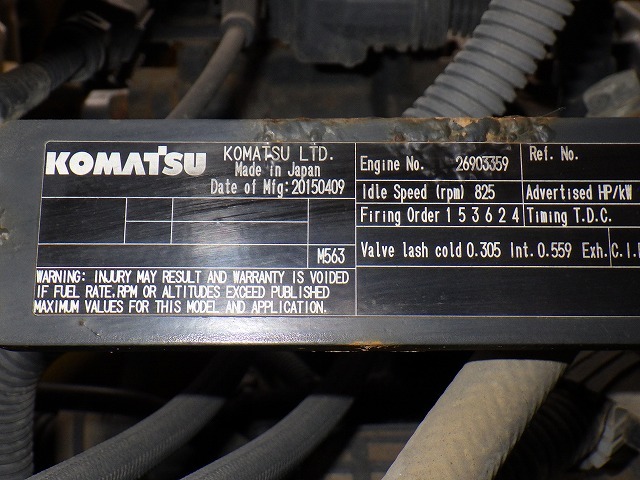 KOMATSU
KOMATSU LTD.
Made in Japan
Date of Mfg:20150409
M563
WARNING: INJURY MAY RESULT AND WARRANTY IS VOIDED
IF FUEL RATE.RPM OR ALTITUDES EXCEED PUBLISHED
MAXIMUM VALUES FOR THIS MODEL AND APPLICATION.
Engine No. 26903359
Ref. No.
Idle Speed (rpm) 825
Advertised HP/kW
Firing Order 1 5 3 6 2 4
Timing T.D.C.
Valve lash cold 0.305 Int. 0.559 Exh.
C.I.